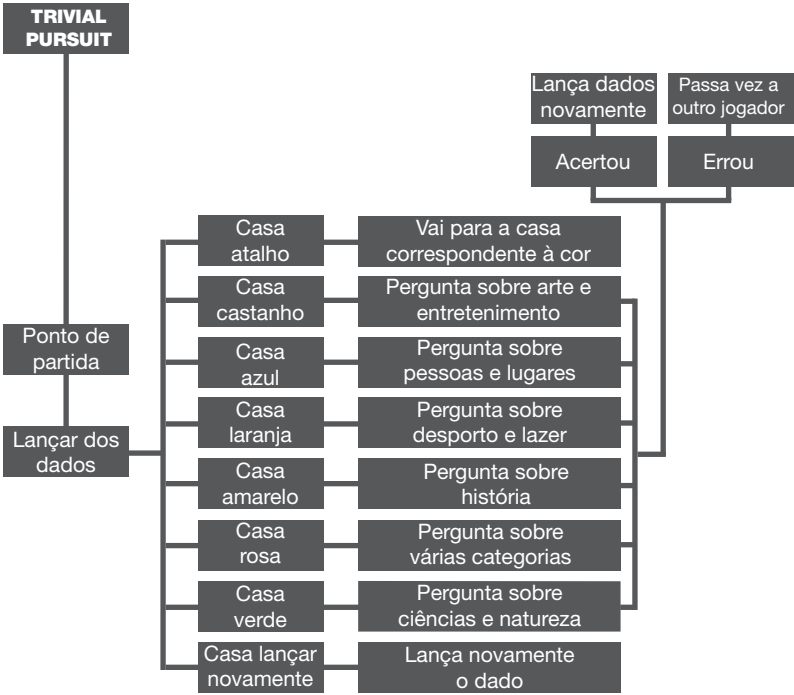 TRIVIAL
PURSUIT
Lança dados
novamente
Passa vez a
outro jogador
Acertou
Errou
Casa
atalho
Vai para a casa
correspondente à cor
Casa
castanho
Pergunta sobre arte e
entretenimento
Ponto de
partida
Casa
azul
Pergunta sobre
pessoas e lugares
Lançar dos
dados
Casa
laranja
Pergunta sobre
desporto e lazer
Casa
amarelo
Pergunta sobre
história
Casa
rosa
Pergunta sobre
várias categorias
Casa
verde
Pergunta sobre
ciências e natureza
Casa lançar
novamente
Lança novamente
o dado